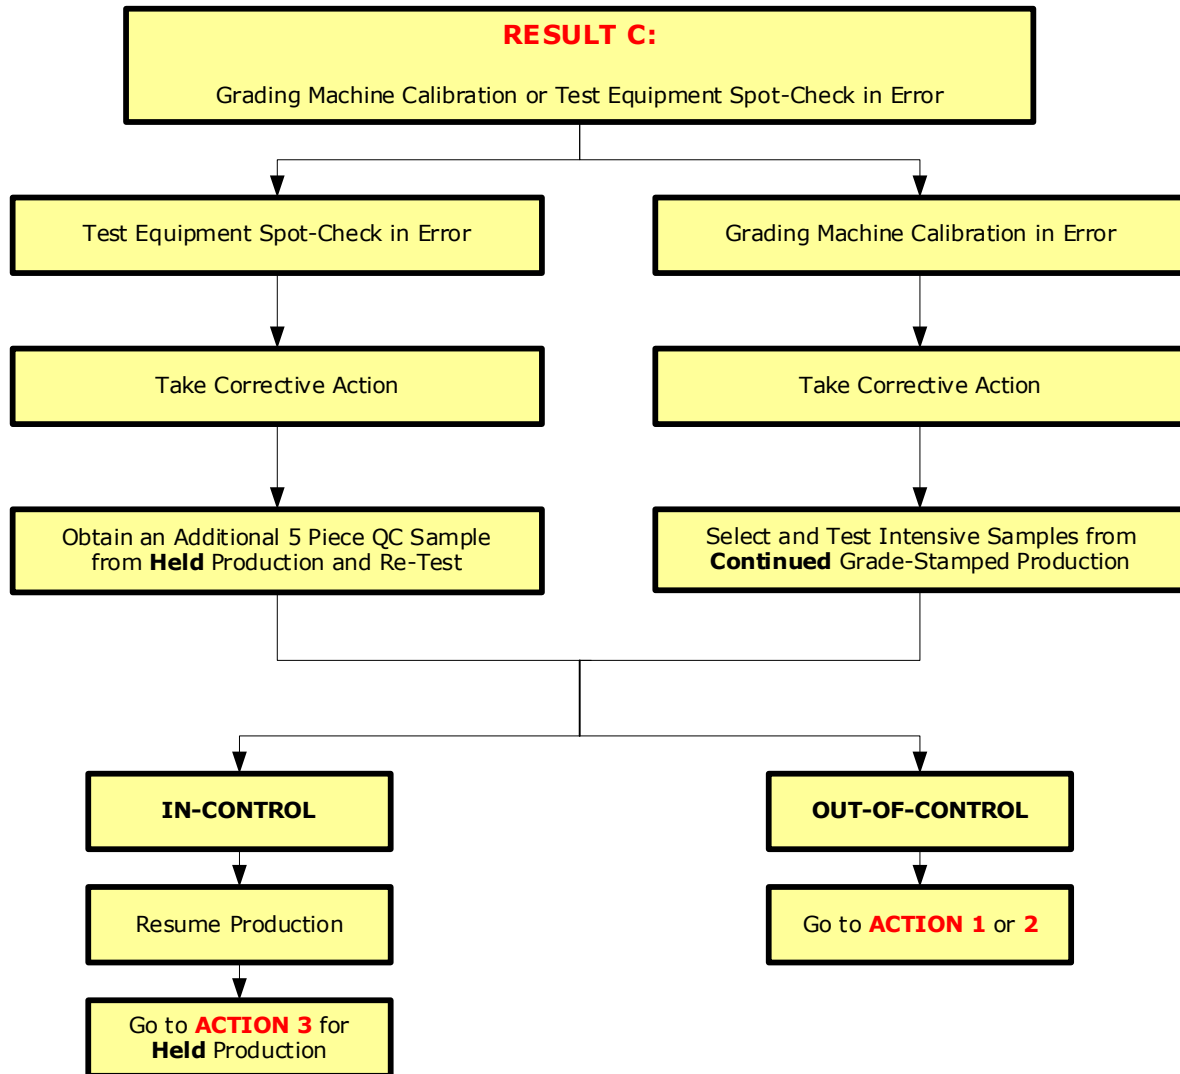 RESULT C:
Grading Machine Calibration or Test Equipment Spot-Check in Error
Test Equipment Spot-Check in Error
Grading Machine Calibration in Error
Take Corrective Action
Take Corrective Action
Obtain an Additional 5 Piece QC Sample
from Held Production and Re-Test
Select and Test Intensive Samples from
Continued Grade-Stamped Production
IN-CONTROL
OUT-OF-CONTROL
Resume Production
Go to ACTION 1 or 2
Go to ACTION 3 for
Held Production